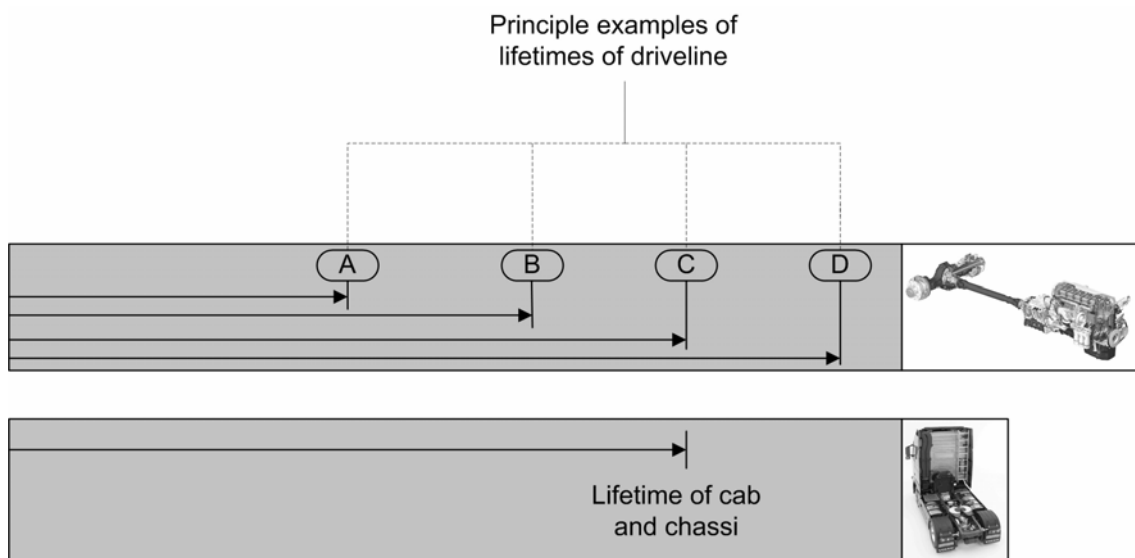 Principle examples of
lifetimes of driveline
A
B
C
D
Lifetime of cab
and chassi